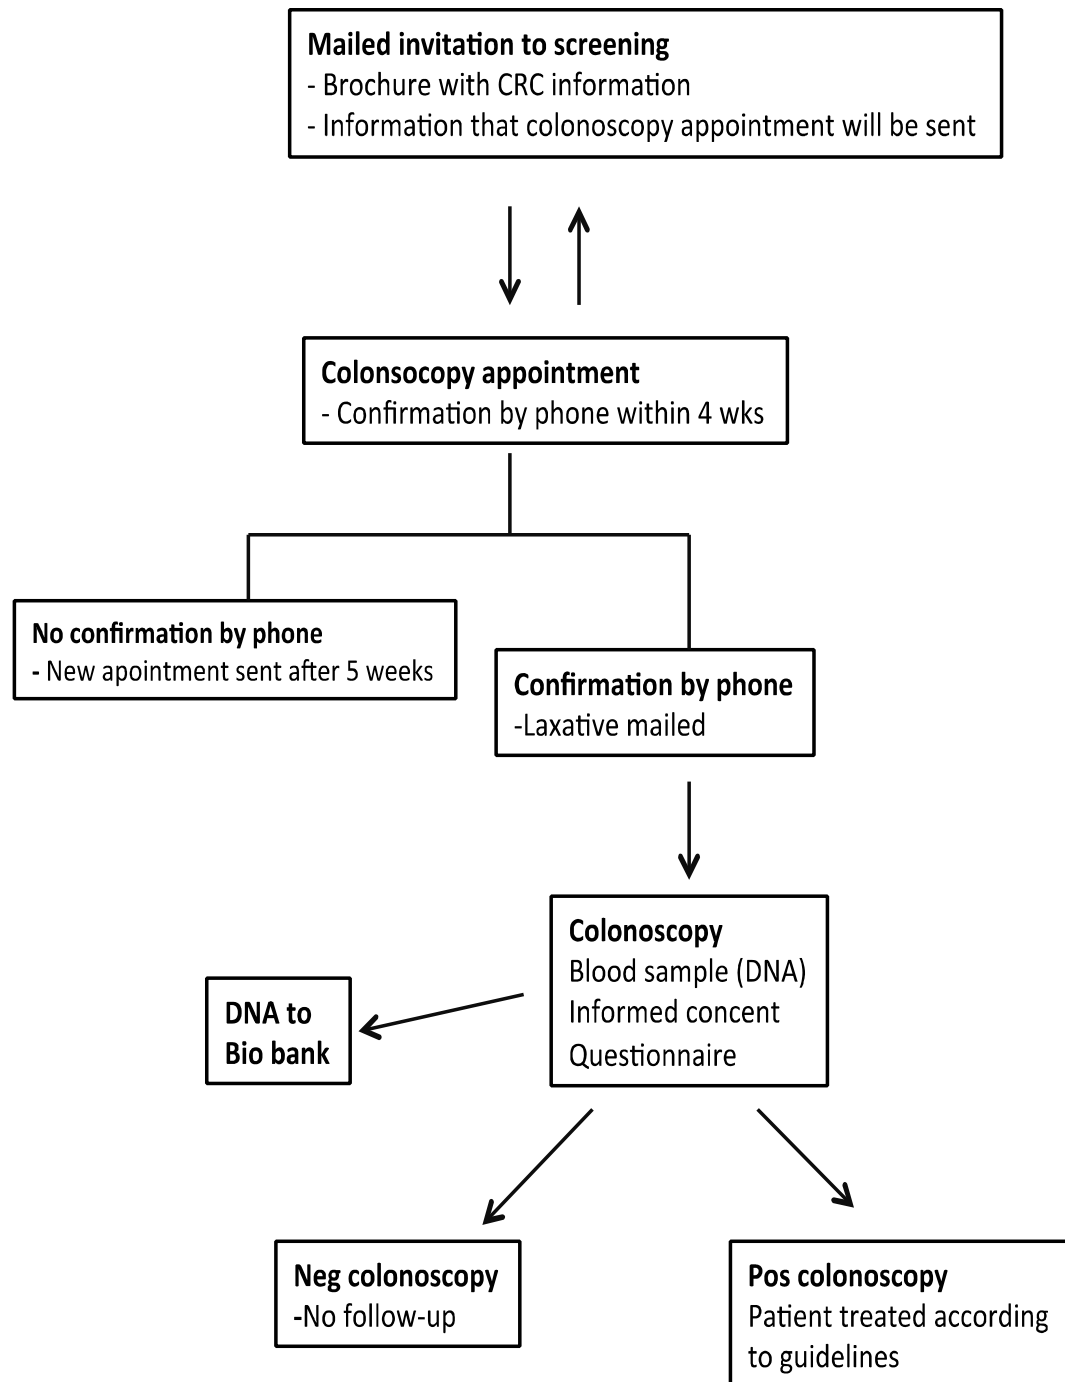 Mailed invitation to screening
- Brochure with CRC information
- Information that colonoscopy appointment will be sent
Colonsocopy appointment
- Confirmation by phone within 4 wks
No confirmation by phone
- New apointment sent after 5 weeks
Confirmation by phone
-Laxative mailed
Colonoscopy
Blood sample (DNA)
Informed concent
Questionnaire
DNA to
Bio bank
Neg colonoscopy
-No follow-up
Pos colonoscopy
Patient treated according
to guidelines